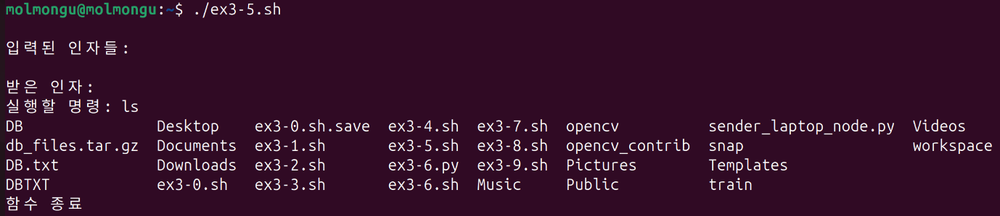 molmongu@molmongu:~$ ./ex3-5.sh
입력된 인자들:
받은 인자:
실행할 명령: ls
DB Desktop ex3-0.sh.save ex3-4.sh ex3-7.sh opencv sender_laptop_node.py Videos
db_files.tar.gz Documents ex3-1.sh ex3-5.sh ex3-8.sh opencv_contrib snap workspace
DB.txt Downloads ex3-2.sh ex3-6.py ex3-9.sh Pictures Templates
DBTXT ex3-0.sh ex3-3.sh ex3-6.sh Music Public train
함수 종료